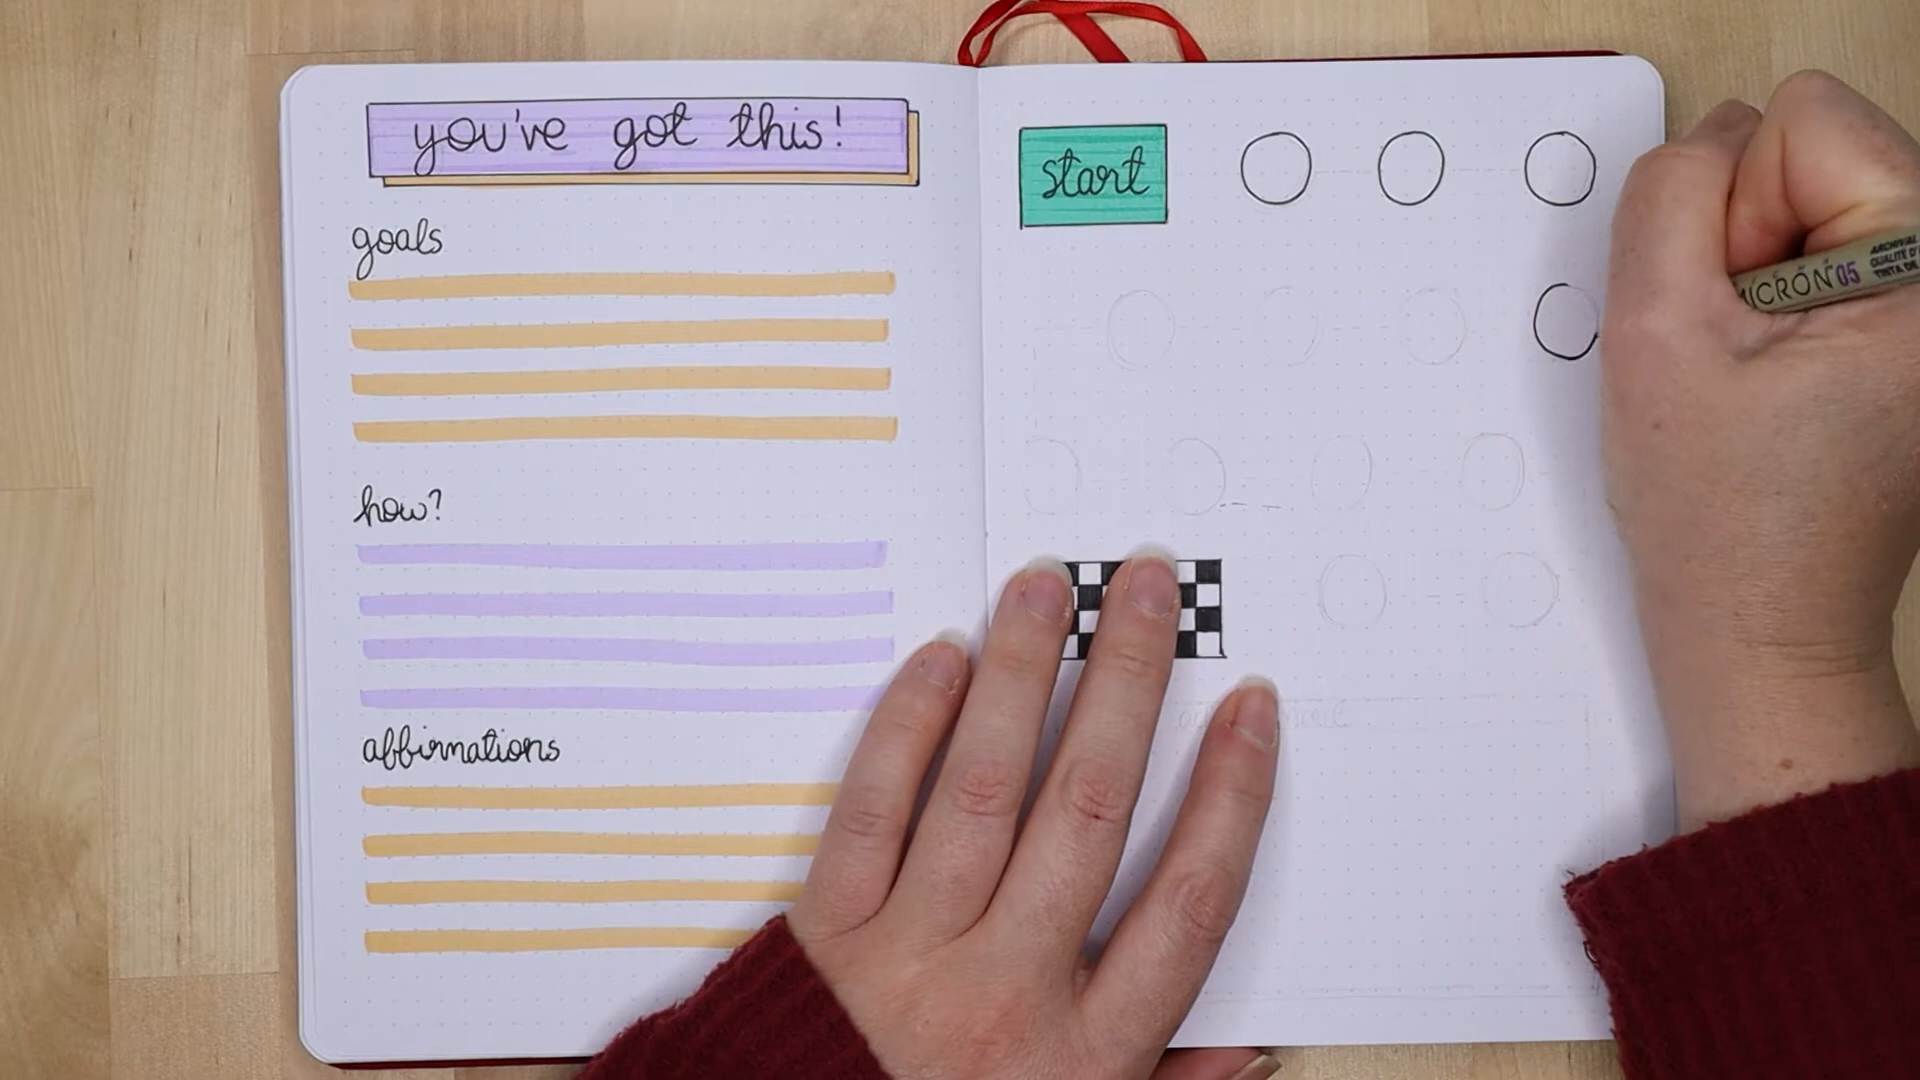 you've got this!
goals
how?
affirmations
start
MICRON 05
ARCHIVAL